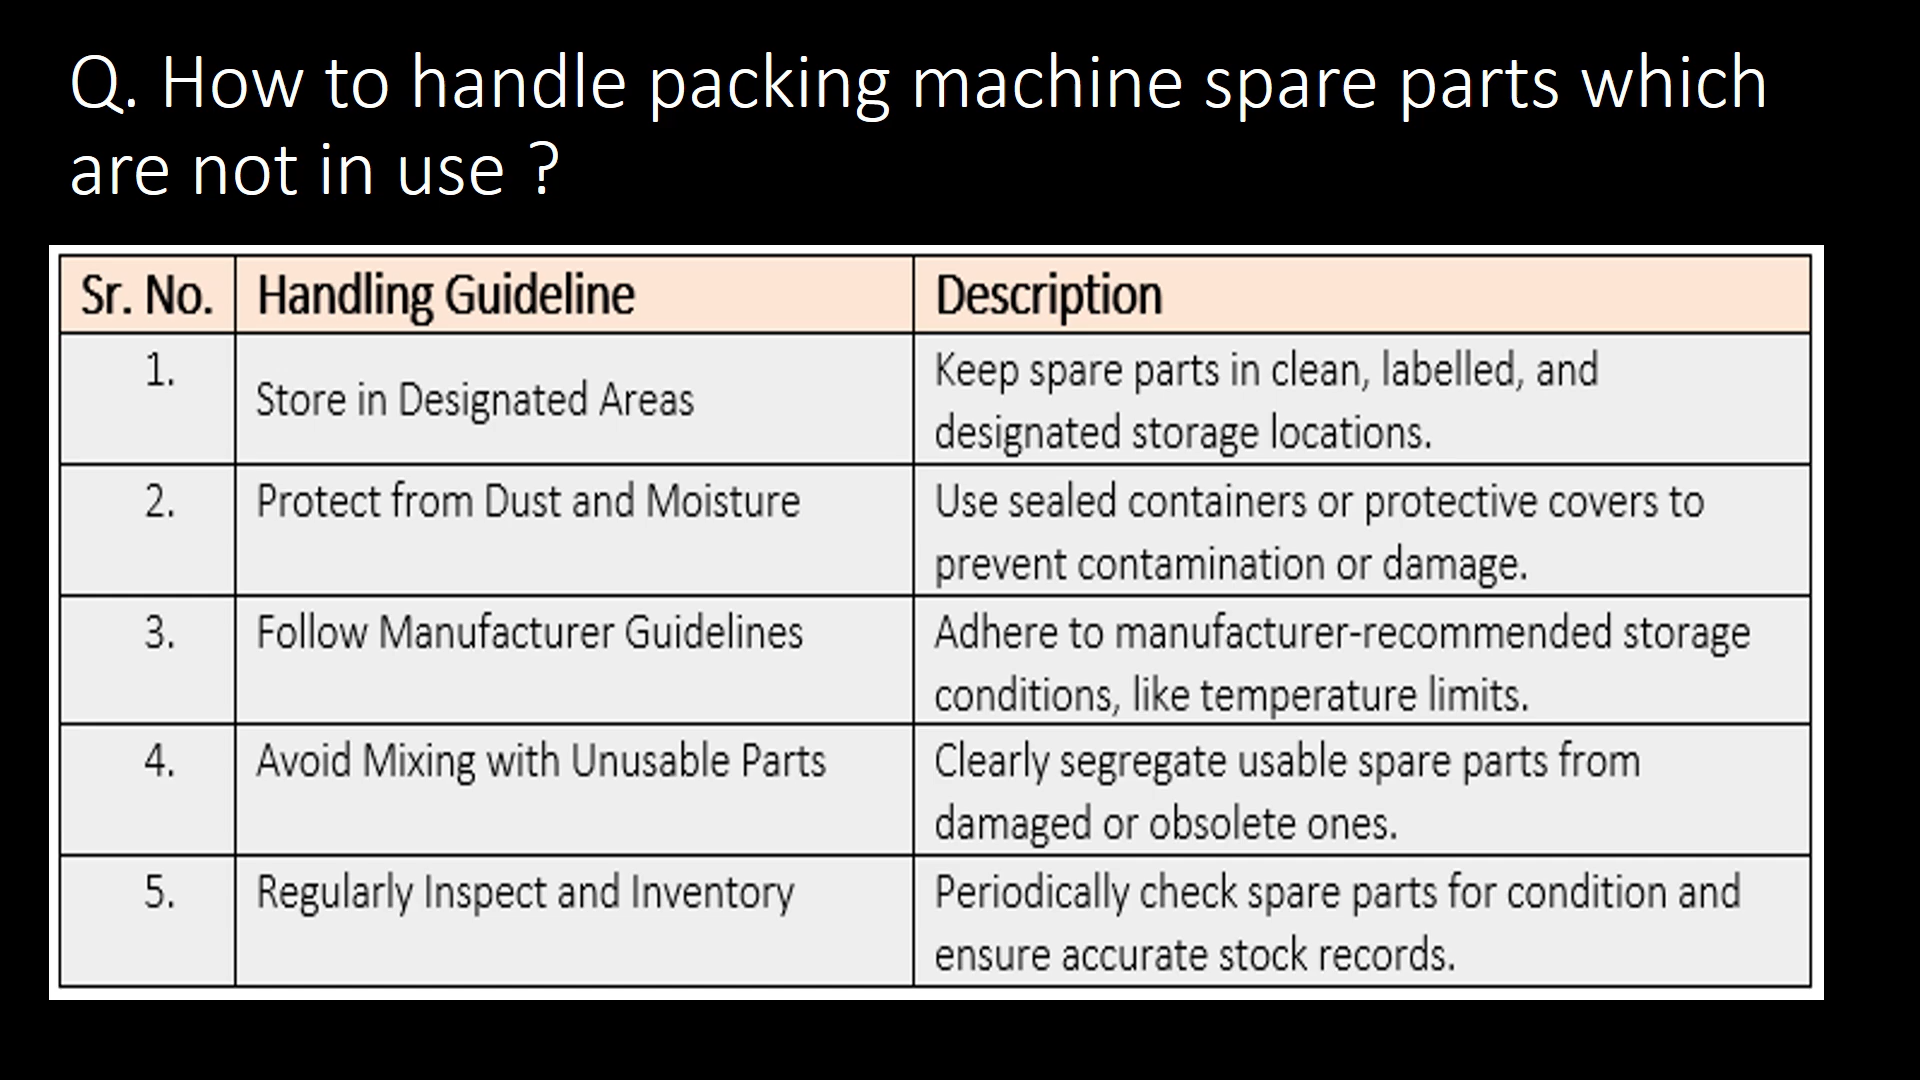 Q. How to handle packing machine spare parts which
are not in use ?
Sr. No. Handling Guideline Description
1. Store in Designated Areas Keep spare parts in clean, labelled, and
designated storage locations.
2. Protect from Dust and Moisture Use sealed containers or protective covers to
prevent contamination or damage.
3. Follow Manufacturer Guidelines Adhere to manufacturer-recommended storage
conditions, like temperature limits.
4. Avoid Mixing with Unusable Parts Clearly segregate usable spare parts from
damaged or obsolete ones.
5. Regularly Inspect and Inventory Periodically check spare parts for condition and
ensure accurate stock records.